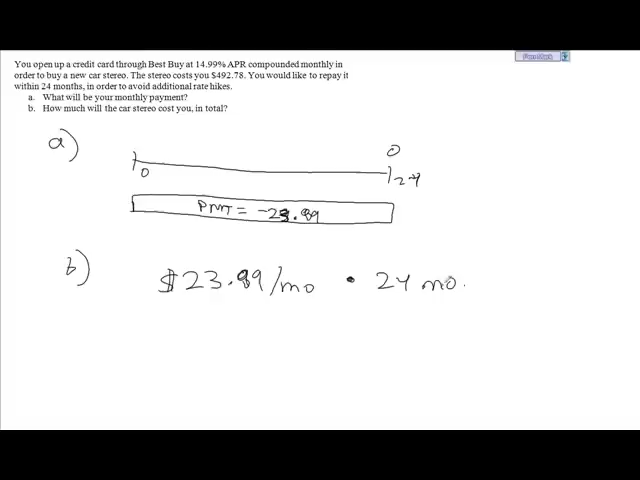 You open up a credit card through Best Buy at 14.99% APR compounded monthly in
order to buy a new car stereo. The stereo costs you $492.78. You would like to repay it
within 24 months, in order to avoid additional rate hikes.
a. What will be your monthly payment?
b. How much will the car stereo cost you, in total?
a)
0
0
24
PMT = -23.89
b)
$23.89/mo • 24 mo.